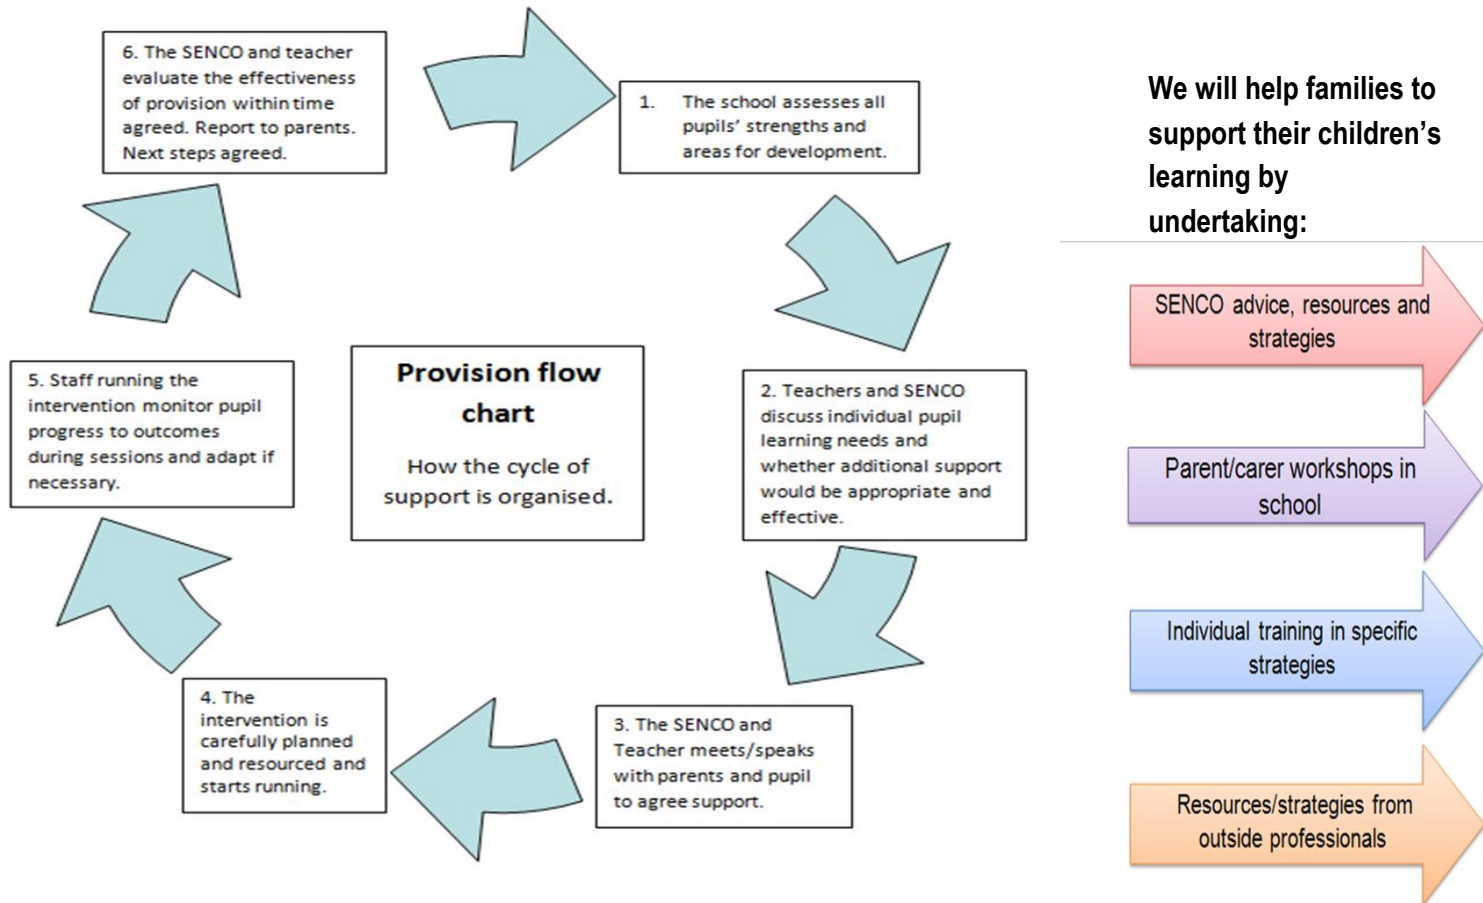 6. The SENCO and teacher
evaluate the effectiveness
of provision within time
agreed. Report to parents.
Next steps agreed.
1. The school assesses all
pupils’ strengths and
areas for development.
2. Teachers and SENCO
discuss individual pupil
learning needs and
whether additional support
would be appropriate and
effective.
3. The SENCO and
Teacher meets/speaks
with parents and pupil
to agree support.
4. The
intervention is
carefully planned
and resourced and
starts running.
5. Staff running the
intervention monitor pupil
progress to outcomes
during sessions and adapt if
necessary.
Provision flow
chart
How the cycle of
support is organised.
We will help families to
support their children’s
learning by
undertaking:
SENCO advice, resources and
strategies
Parent/carer workshops in
school
Individual training in specific
strategies
Resources/strategies from
outside professionals